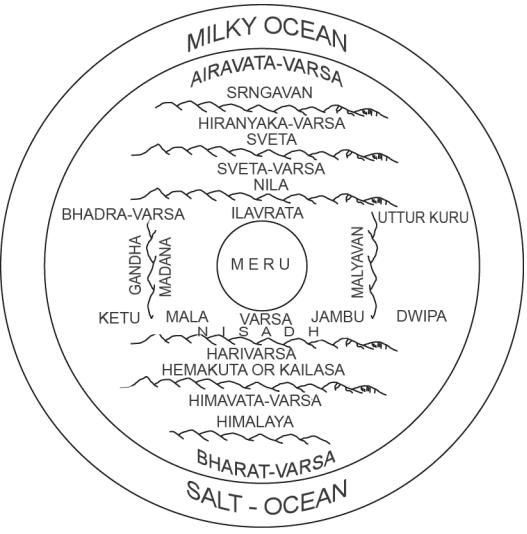 MILKY OCEAN
AIRAVATA-VARSA
SRNGAVAN
HIRANYAKA-VARSA
SVETA
SVETA-VARSA
NILA
BHADRA-VARSA ILAVRATA UTTUR KURU
GANDHA
MADANA
MERU
MALYAVAN
KETU MALA VARSA JAMBU DWIPA
NISADH
HARIVARSA
HEMAKUTA OR KAILASA
HIMAVATA-VARSA
HIMALAYA
BHARAT-VARSA
SALT - OCEAN